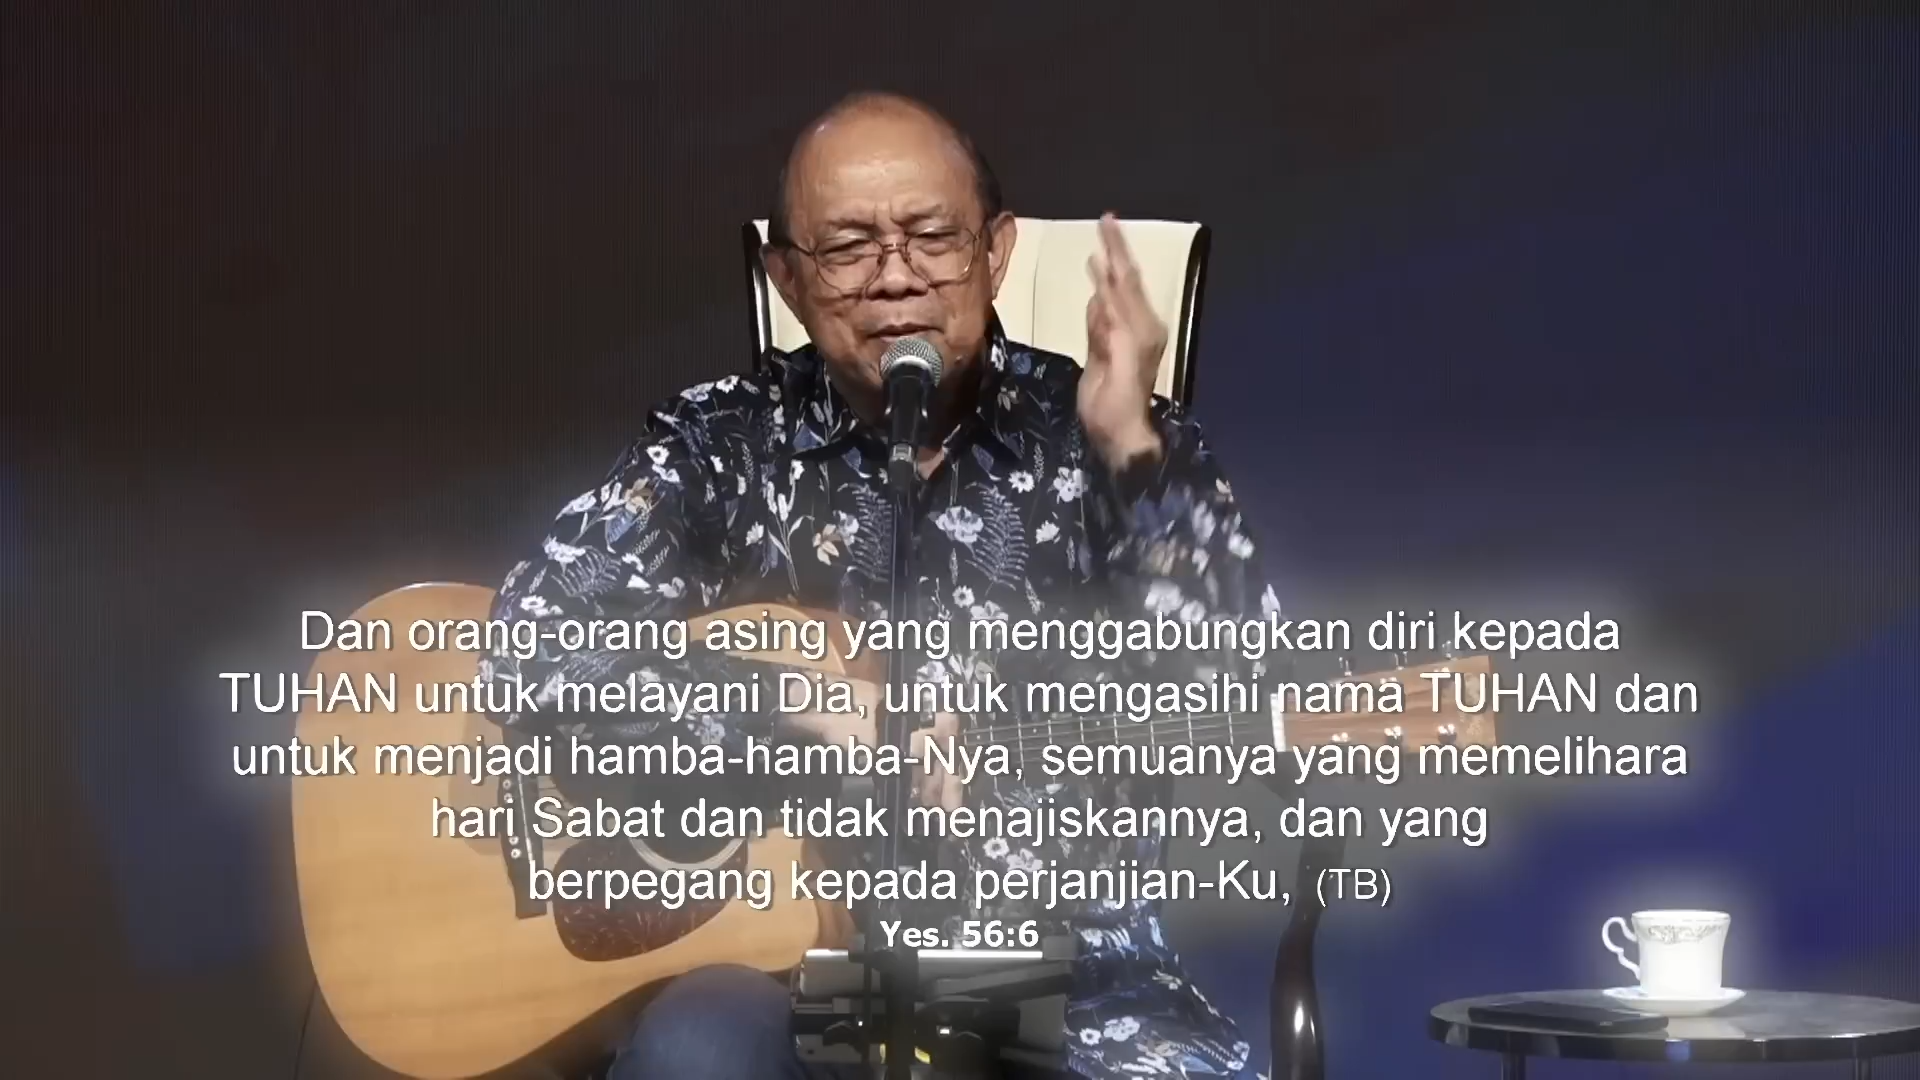 Dan orang-orang asing yang menggabungkan diri kepada
TUHAN untuk melayani Dia, untuk mengasihi nama TUHAN dan
untuk menjadi hamba-hamba-Nya, semuanya yang memelihara
hari Sabat dan tidak menajiskannya, dan yang
berpegang kepada perjanjian-Ku, (TB)
Yes. 56:6